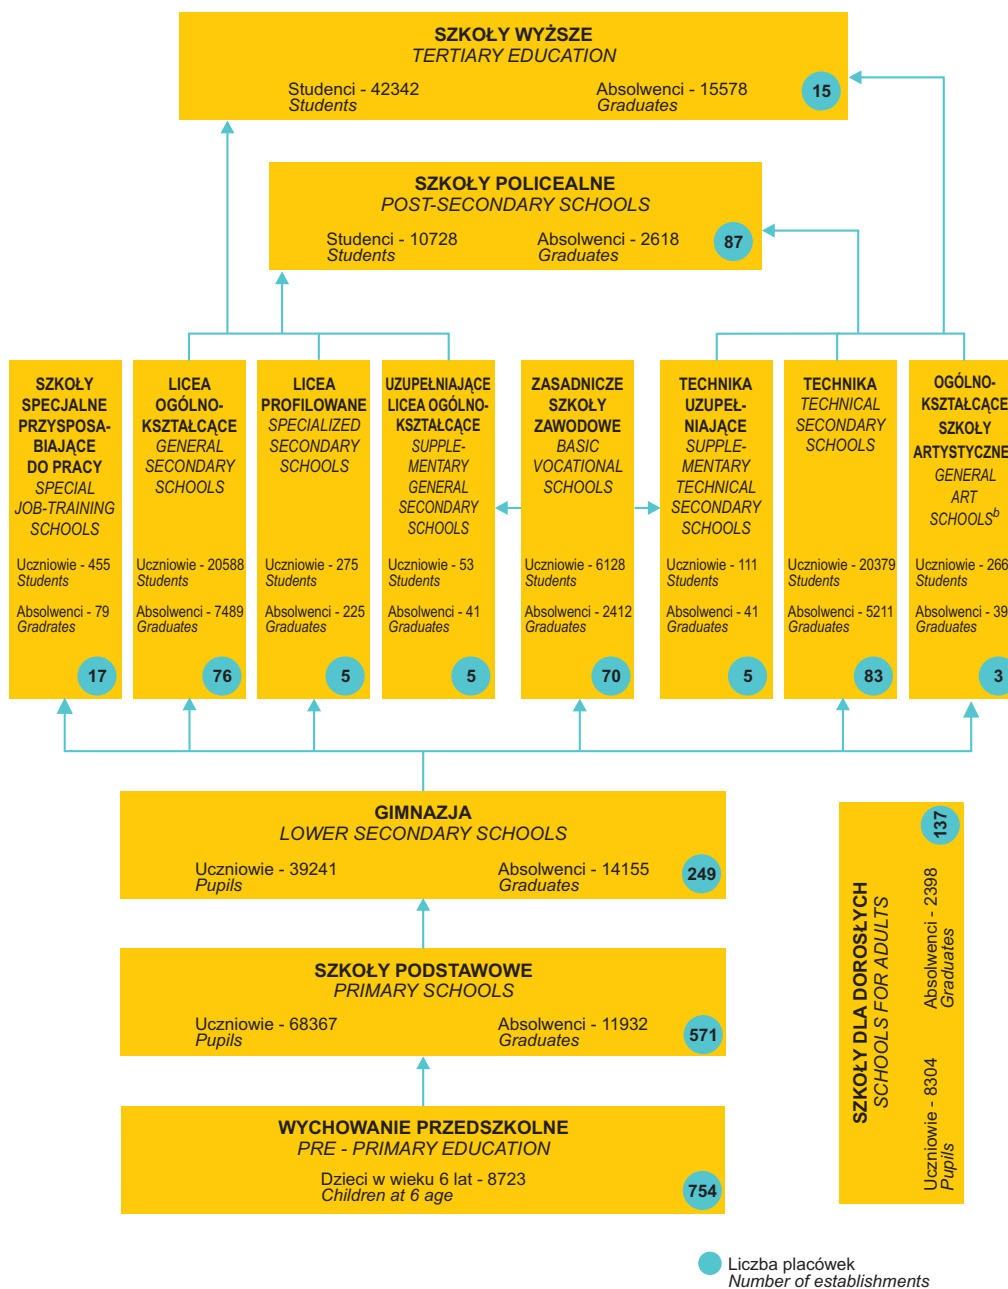 SZKOŁY WYŻSZE
TERTIARY EDUCATION
Studenci - 42342
Students
Absolwenci - 15578
Graduates
15
SZKOŁY POLICEALNE
POST-SECONDARY SCHOOLS
Studenci - 10728
Students
Absolwenci - 2618
Graduates
87
SZKOŁY
SPECJALNE
PRZYSPOSA-
BIAJĄCE
DO PRACY
SPECIAL
JOB-TRAINING
SCHOOLS
Uczniowie - 455
Students
Absolwenci - 79
Gradrates
17
LICEA
OGÓLNO-
KSZTAŁCĄCE
GENERAL
SECONDARY
SCHOOLS
Uczniowie - 20588
Students
Absolwenci - 7489
Graduates
76
LICEA
PROFILOWANE
SPECIALIZED
SECONDARY
SCHOOLS
Uczniowie - 275
Students
Absolwenci - 225
Graduates
5
UZUPEŁNIAJĄCE
LICEA OGÓLNO-
KSZTAŁCĄCE
SUPPLE-
MENTARY
GENERAL
SECONDARY
SCHOOLS
Uczniowie - 53
Students
Absolwenci - 41
Graduates
5
ZASADNICZE
SZKOŁY
ZAWODOWE
BASIC
VOCATIONAL
SCHOOLS
Uczniowie - 6128
Students
Absolwenci - 2412
Graduates
70
TECHNIKA
UZUPEŁ-
NIAJĄCE
SUPPLE-
MENTARY
TECHNICAL
SECONDARY
SCHOOLS
Uczniowie - 111
Students
Absolwenci - 41
Graduates
5
TECHNIKA
TECHNICAL
SECONDARY
SCHOOLS
Uczniowie - 20379
Students
Absolwenci - 5211
Graduates
83
OGÓLNO-
KSZTAŁCĄCE
SZKOŁY
ARTYSTYCZNE
GENERAL
ART
SCHOOLSᵇ
Uczniowie - 266
Students
Absolwenci - 39
Graduates
3
GIMNAZJA
LOWER SECONDARY SCHOOLS
Uczniowie - 39241
Pupils
Absolwenci - 14155
Graduates
249
SZKOŁY PODSTAWOWE
PRIMARY SCHOOLS
Uczniowie - 68367
Pupils
Absolwenci - 11932
Graduates
571
WYCHOWANIE PRZEDSZKOLNE
PRE - PRIMARY EDUCATION
Dzieci w wieku 6 lat - 8723
Children at 6 age
754
SZKOŁY DLA DOROSŁYCH
SCHOOLS FOR ADULTS
Uczniowie - 8304
Pupils
Absolwenci - 2398
Graduates
137
Liczba placówek
Number of establishments